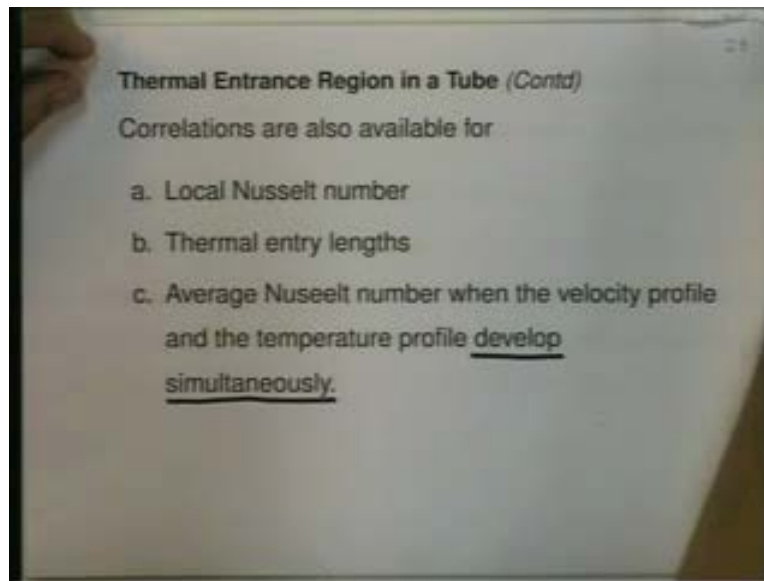 Thermal Entrance Region in a Tube (Contd)
Correlations are also available for
a. Local Nusselt number
b. Thermal entry lengths
c. Average Nuseelt number when the velocity profile
and the temperature profile develop
simultaneously.